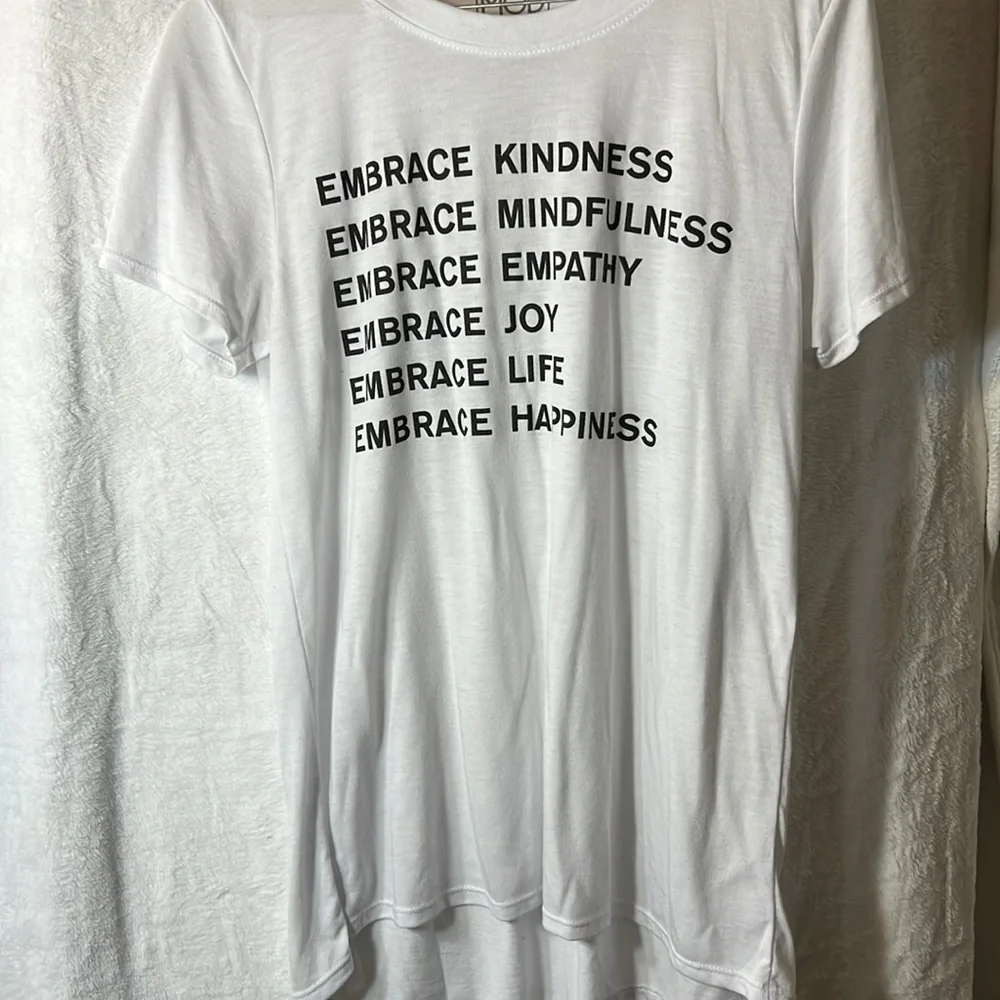 EMBRACE KINDNESS
EMBRACE MINDFULNESS
EMBRACE EMPATHY
EMBRACE JOY
EMBRACE LIFE
EMBRACE HAPPINESS